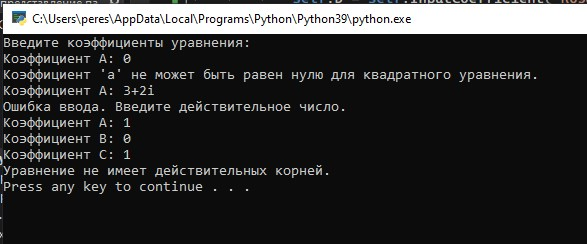 C:\Users\peres\AppData\Local\Programs\Python\Python39\python.exe
Введите коэффициенты уравнения:
Коэффициент A: 0
Коэффициент 'a' не может быть равен нулю для квадратного уравнения.
Коэффициент A: 3+2i
Ошибка ввода. Введите действительное число.
Коэффициент A: 1
Коэффициент B: 0
Коэффициент C: 1
Уравнение не имеет действительных корней.
Press any key to continue . . .